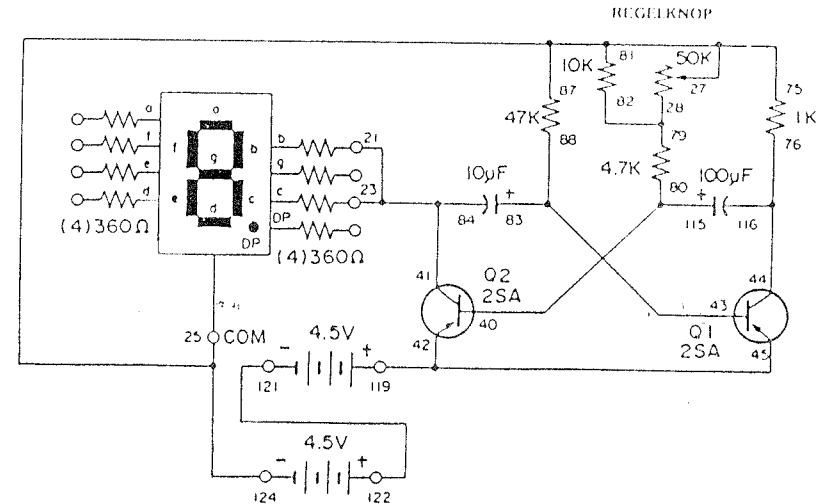 REGELKNOP
10K 81 50K
82 27 28
87 47K 88
75 1K 76
79 4.7K 80
a
f
e
d
(4)360Ω
a
f b
g
e c
d
DP
b 21
g
c 23
DP
(4)360Ω
10µF
84 + 83
100µF
+
115 116
41
Q2
2SA
40
42
44
43
Q1
2SA
45
25 COM
4.5V
- +
121 119
4.5V
- +
124 122